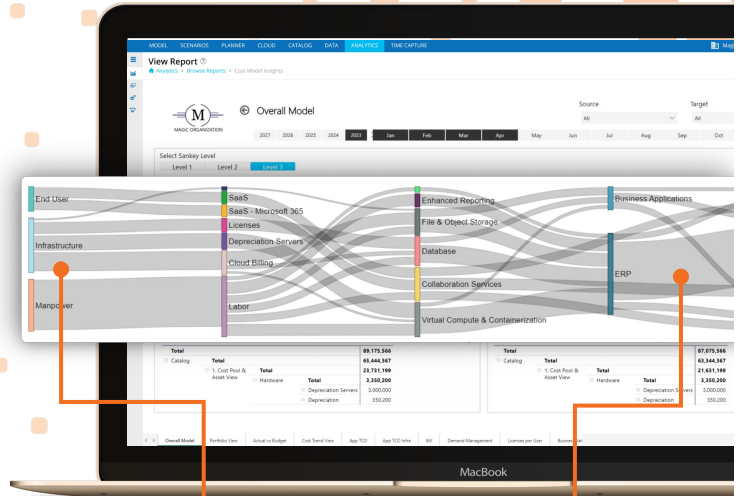 MODEL SCENARIOS PLANNER CLOUD CATALOG DATA ANALYTICS TIME CAPTURE
View Report
Analytics > Browse Reports > Cost Model Insights
M
MAGIC ORGANIZATION
Overall Model
Source Target
All All
2027 2026 2025 2024 2023 Jan Feb Mar Apr May Jun Jul Aug Sep Oct
Select Sankey Level
Level 1 Level 2 Level 3
End User SaaS Enhanced Reporting Business Applications
SaaS - Microsoft 365
Licenses File & Object Storage
Infrastructure Depreciation Servers Database
Cloud Billing ERP
Collaboration Services
Manpower Labor
Virtual Compute & Containerization
Total 89,175,566 Total 87,075,566
Catalog Total 65,444,367 Catalog Total 63,344,367
1. Cost Pool & Asset View Total 23,731,199 1. Cost Pool & Asset View Total 21,631,199
Hardware Total 3,350,200 Hardware Total 3,350,200
Depreciation Servers 3,000,000 Depreciation Servers 3,000,000
Depreciation 350,200 Depreciation 350,200
Overall Model Portfolio View Actual vs Budget Cost Trend View App TCO App TCO Infra Bill Demand Management Licenses per User
MacBook